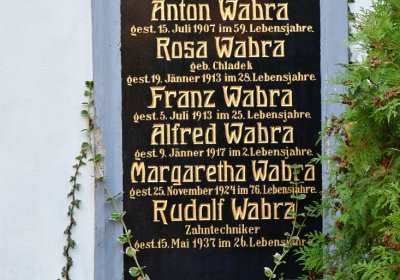 Anton Wabra
gest. 15. Juli 1907 im 59. Lebensjahre.
Rosa Wabra
geb. Chladek
gest. 19. Jänner 1913 im 28. Lebensjahre.
Franz Wabra
gest. 5. Juli 1913 im 25. Lebensjahre.
Alfred Wabra
gest. 9. Jänner 1917 im 2. Lebensjahre.
Margaretha Wabra
gest. 25. November 1924 im 76. Lebensjahre.
Rudolf Wabra
Zahntechniker
gest. 15. Mai 1937 im 26. Lebensjahre.